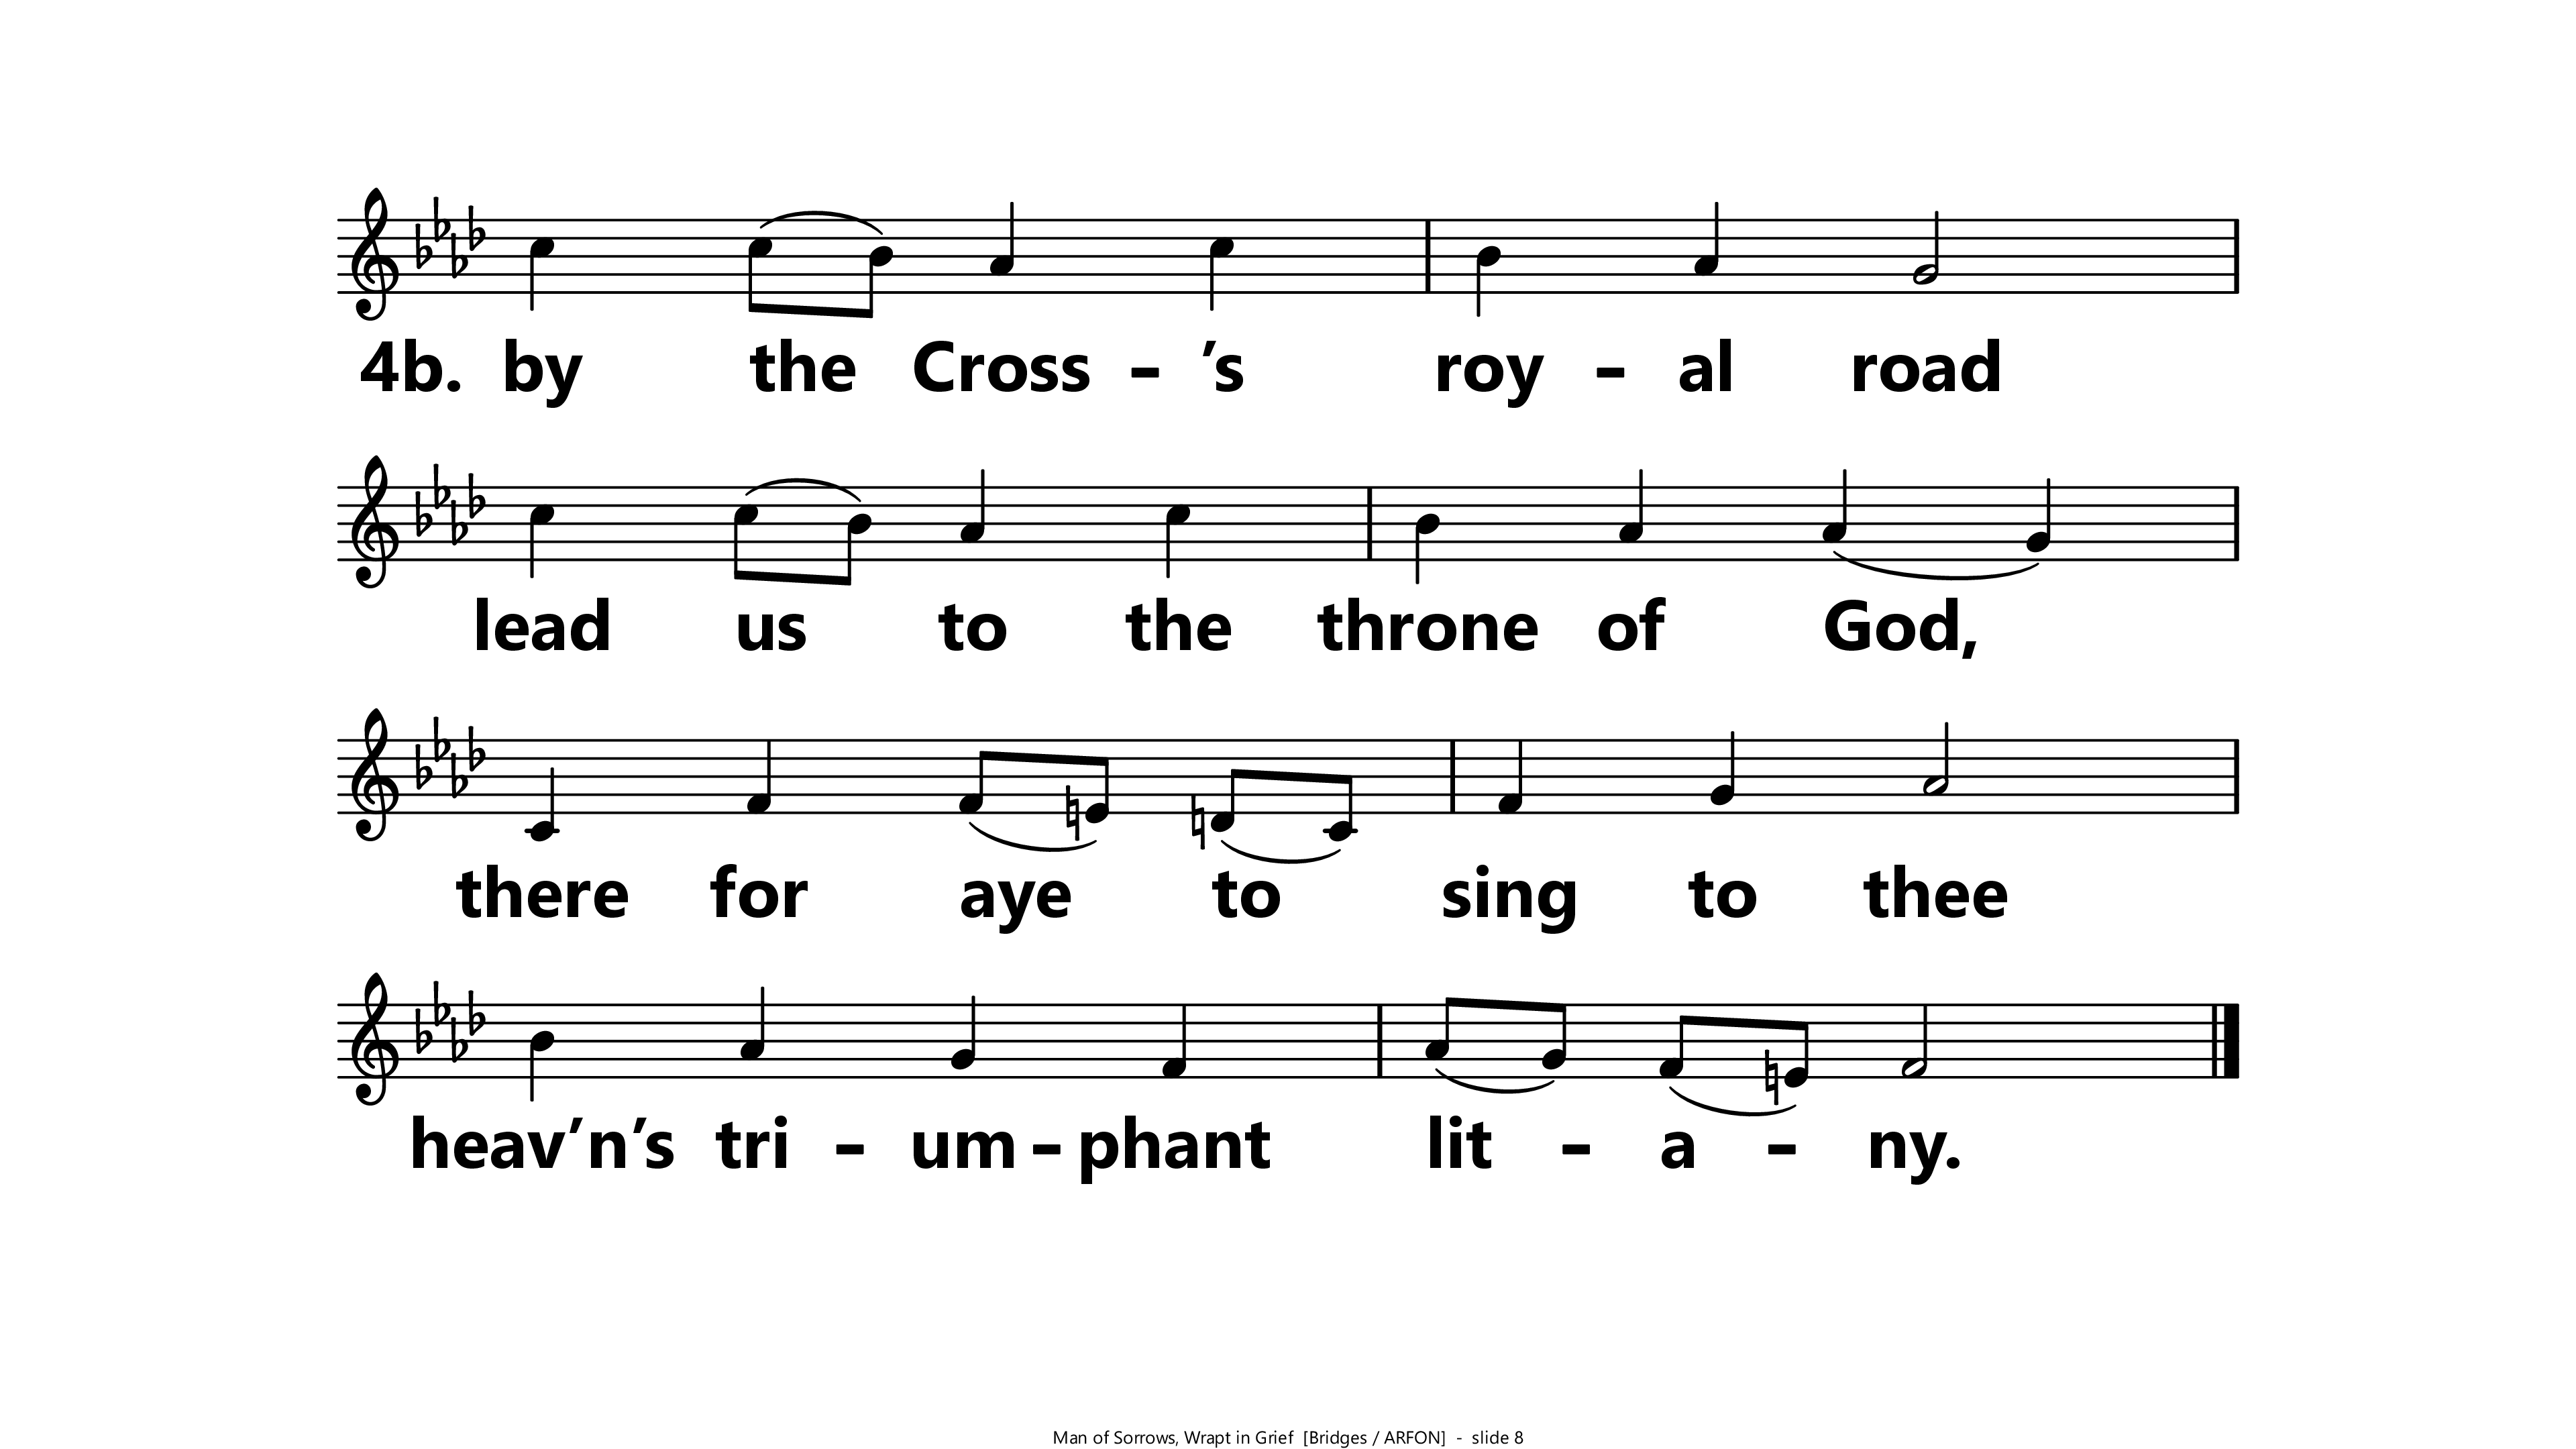 4b. by the Cross - ’s roy - al road
lead us to the throne of God,
there for aye to sing to thee
heav’n’s tri - um - phant lit - a - ny.
Man of Sorrows, Wrapt in Grief [Bridges / ARFON] - slide 8